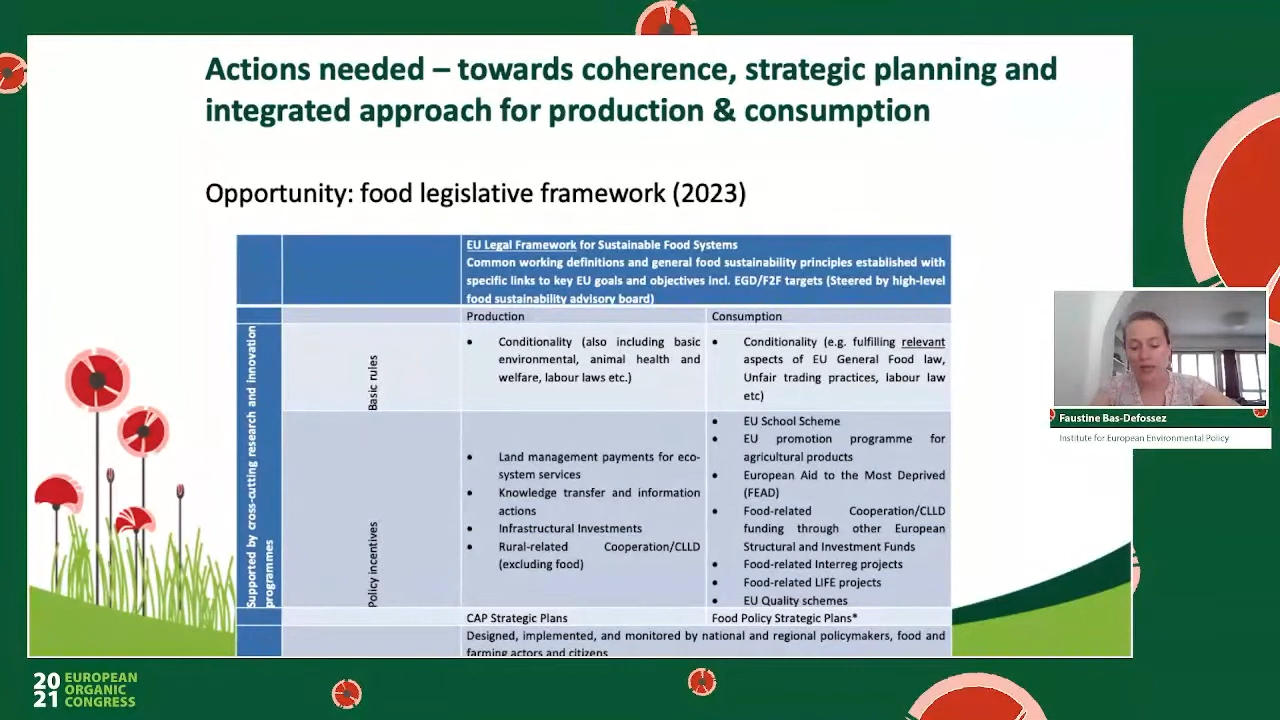 Actions needed – towards coherence, strategic planning and
integrated approach for production & consumption
Opportunity: food legislative framework (2023)
EU Legal Framework for Sustainable Food Systems
Common working definitions and general food sustainability principles established with
specific links to key EU goals and objectives incl. EGD/F2F targets (Steered by high-level
food sustainability advisory board)
Supported by cross-cutting research and innovation
programmes
Production
Consumption
Basic rules
• Conditionality (also including basic
environmental, animal health and
welfare, labour laws etc.)
• Conditionality (e.g. fulfilling relevant
aspects of EU General Food law,
Unfair trading practices, labour law
etc)
Policy incentives
• Land management payments for eco-
system services
• Knowledge transfer and information
actions
• Infrastructural Investments
• Rural-related Cooperation/CLLD
(excluding food)
• EU School Scheme
• EU promotion programme for
agricultural products
• European Aid to the Most Deprived
(FEAD)
• Food-related Cooperation/CLLD
funding through other European
Structural and Investment Funds
• Food-related Interreg projects
• Food-related LIFE projects
• EU Quality schemes
CAP Strategic Plans
Food Policy Strategic Plans*
Designed, implemented, and monitored by national and regional policymakers, food and
farming actors and citizens
Faustine Bas-Defossez
Institute for European Environmental Policy
2021
EUROPEAN
ORGANIC
CONGRESS